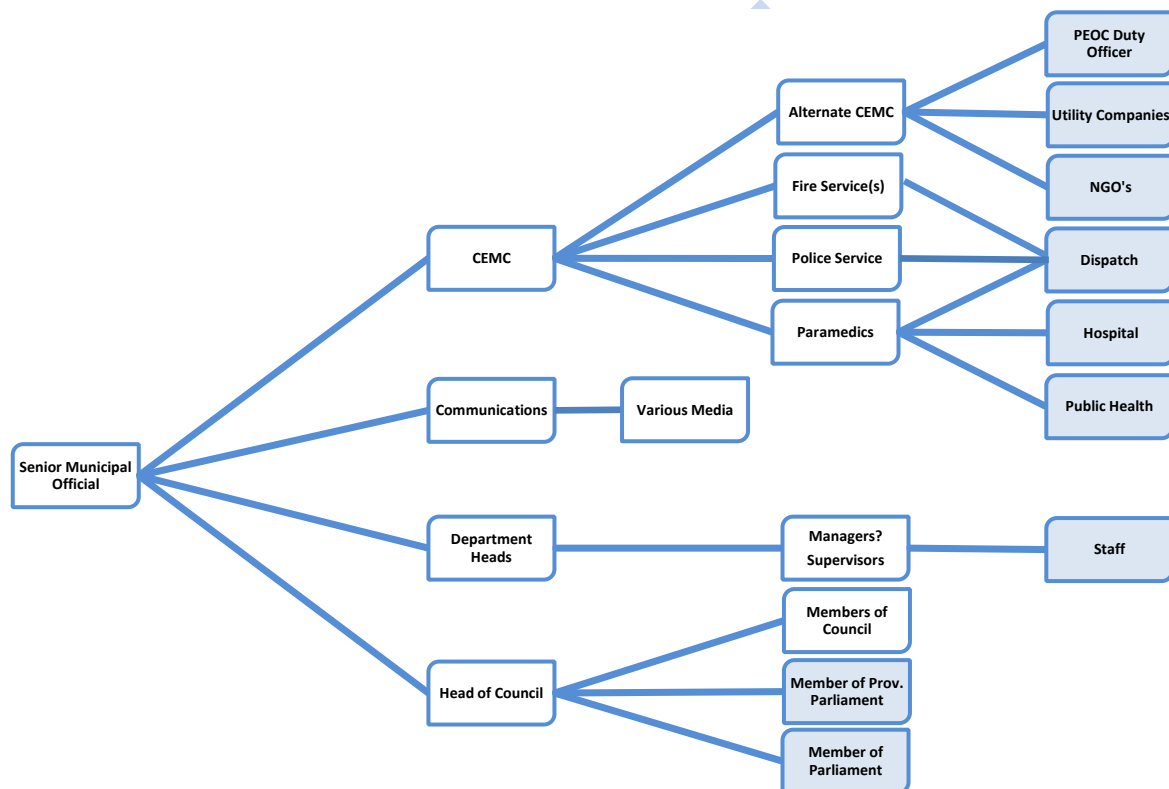 PEOC Duty
Officer
Alternate CEMC
Utility Companies
Fire Service(s)
NGO's
CEMC
Police Service
Dispatch
Paramedics
Hospital
Public Health
Communications
Various Media
Senior Municipal
Official
Department
Heads
Managers?
Supervisors
Staff
Members of
Council
Head of Council
Member of Prov.
Parliament
Member of
Parliament